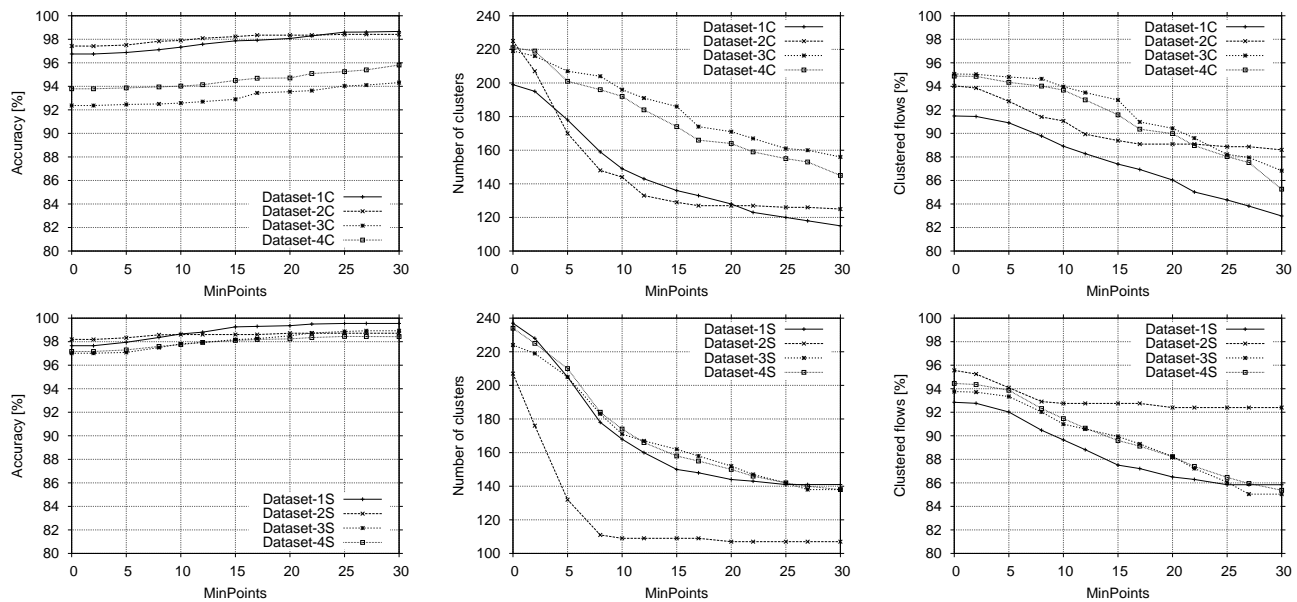 Accuracy [%]
100
98
96
94
92
90
88
86
84
82
80
Dataset-1C
Dataset-2C
Dataset-3C
Dataset-4C
0 5 10 15 20 25 30
MinPoints
Number of clusters
240
220
200
180
160
140
120
100
Dataset-1C
Dataset-2C
Dataset-3C
Dataset-4C
0 5 10 15 20 25 30
MinPoints
Clustered flows [%]
100
98
96
94
92
90
88
86
84
82
80
Dataset-1C
Dataset-2C
Dataset-3C
Dataset-4C
0 5 10 15 20 25 30
MinPoints
Accuracy [%]
100
98
96
94
92
90
88
86
84
82
80
Dataset-1S
Dataset-2S
Dataset-3S
Dataset-4S
0 5 10 15 20 25 30
MinPoints
Number of clusters
240
220
200
180
160
140
120
100
Dataset-1S
Dataset-2S
Dataset-3S
Dataset-4S
0 5 10 15 20 25 30
MinPoints
Clustered flows [%]
100
98
96
94
92
90
88
86
84
82
80
Dataset-1S
Dataset-2S
Dataset-3S
Dataset-4S
0 5 10 15 20 25 30
MinPoints